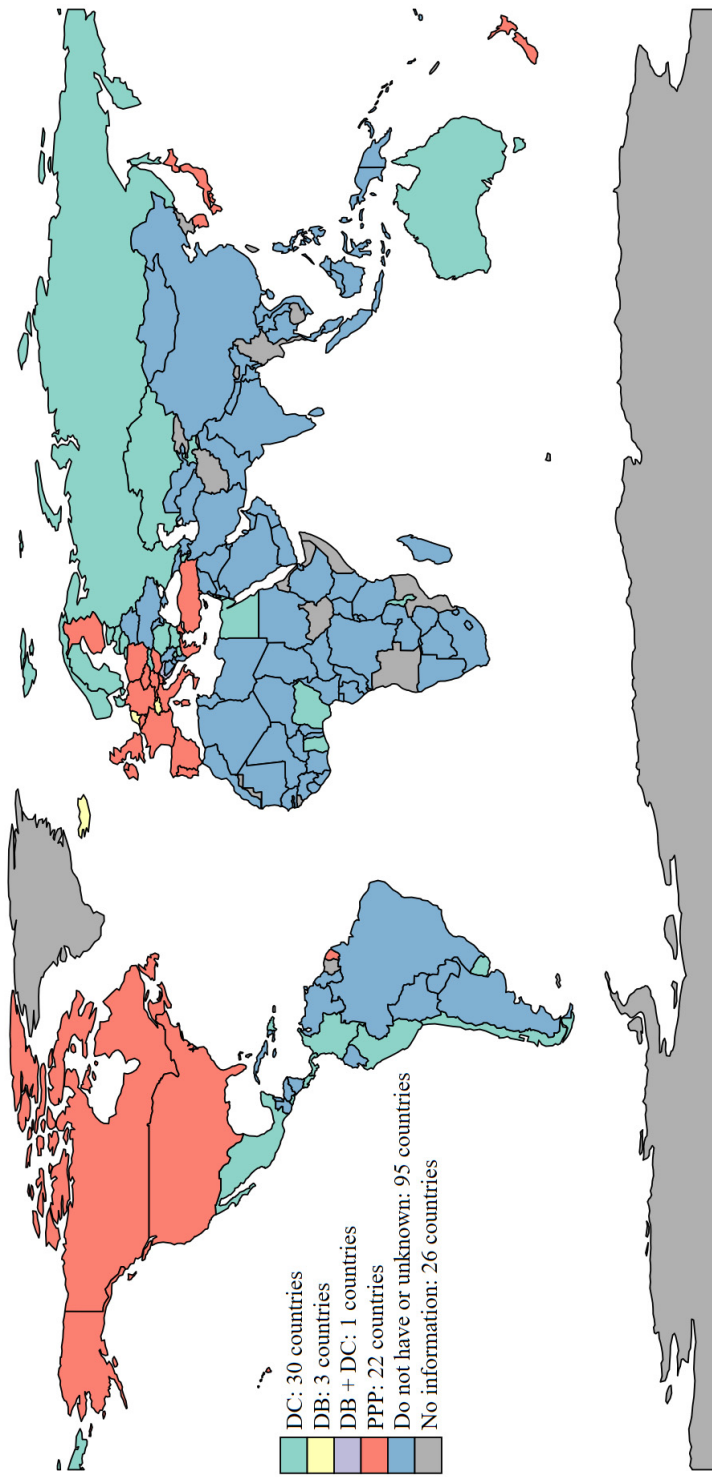 DC: 30 countries
DB: 3 countries
DB + DC: 1 countries
PPP: 22 countries
Do not have or unknown: 95 countries
No information: 26 countries